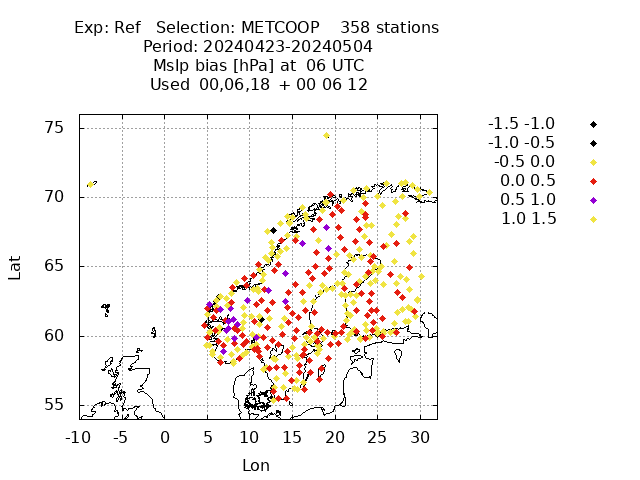 Exp: Ref   Selection: METCOOP    358 stations
Period: 20240423-20240504
Mslp bias [hPa] at  06 UTC
Used  00,06,18  + 00 06 12
-1.5 -1.0
-1.0 -0.5
-0.5 0.0
0.0 0.5
0.5 1.0
1.0 1.5
75
70
65
60
55
Lat
-10 -5 0 5 10 15 20 25 30
Lon